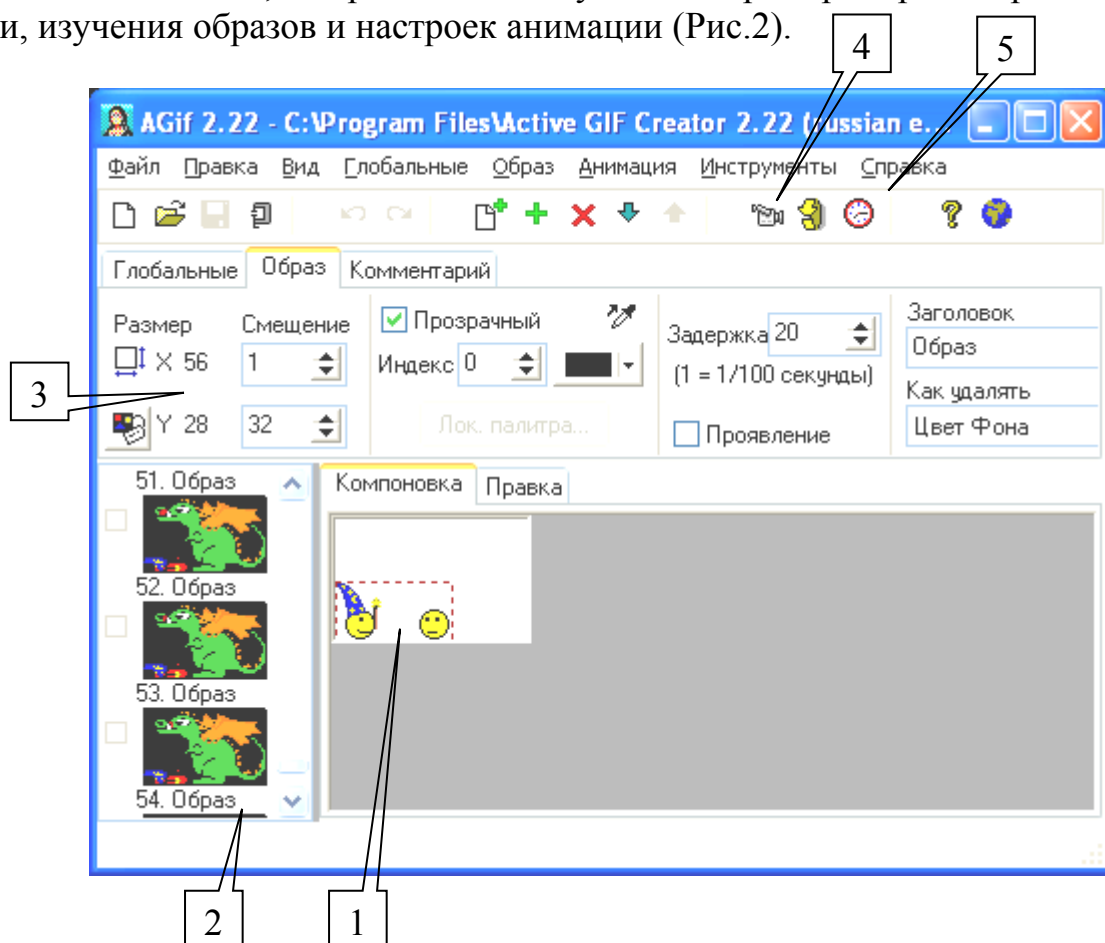 и, изучения образов и настроек анимации (Рис.2).
4
5
AGif 2.22 - C:\Program Files\Active GIF Creator 2.22 (russian e...
Файл Правка Вид Глобальные Образ Анимация Инструменты Справка
Глобальные Образ Комментарий
Размер Смещение Прозрачный Задержка 20 Заголовок
X 56 1 Индекс 0 (1 = 1/100 секунды) Образ
3
Как удалять
Y 28 32 Лок. палитра... Проявление Цвет Фона
51. Образ Компоновка Правка
52. Образ
53. Образ
54. Образ
2 1